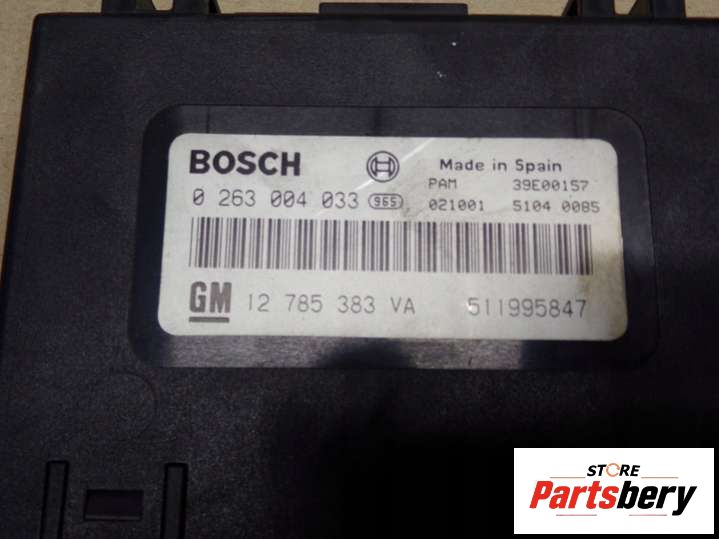 BOSCH
Made in Spain
PAM 39E00157
0 263 004 033 965
021001 5104 0085
GM 12 785 383 VA 511995847
STORE
Partsbery